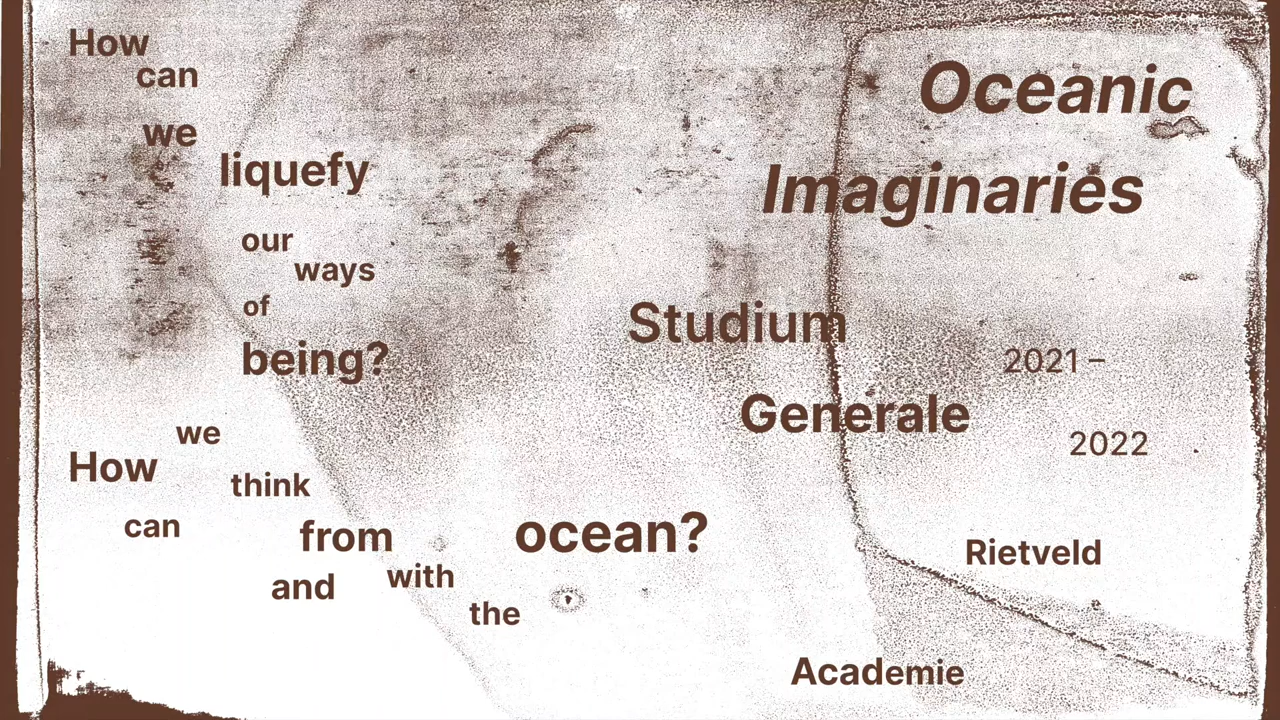 How
can
we
liquefy
our
ways
of
being?
How
can
we
think
from
and
with
the
ocean?
Oceanic
Imaginaries
Studium
Generale
2021 –
2022
Rietveld
Academie